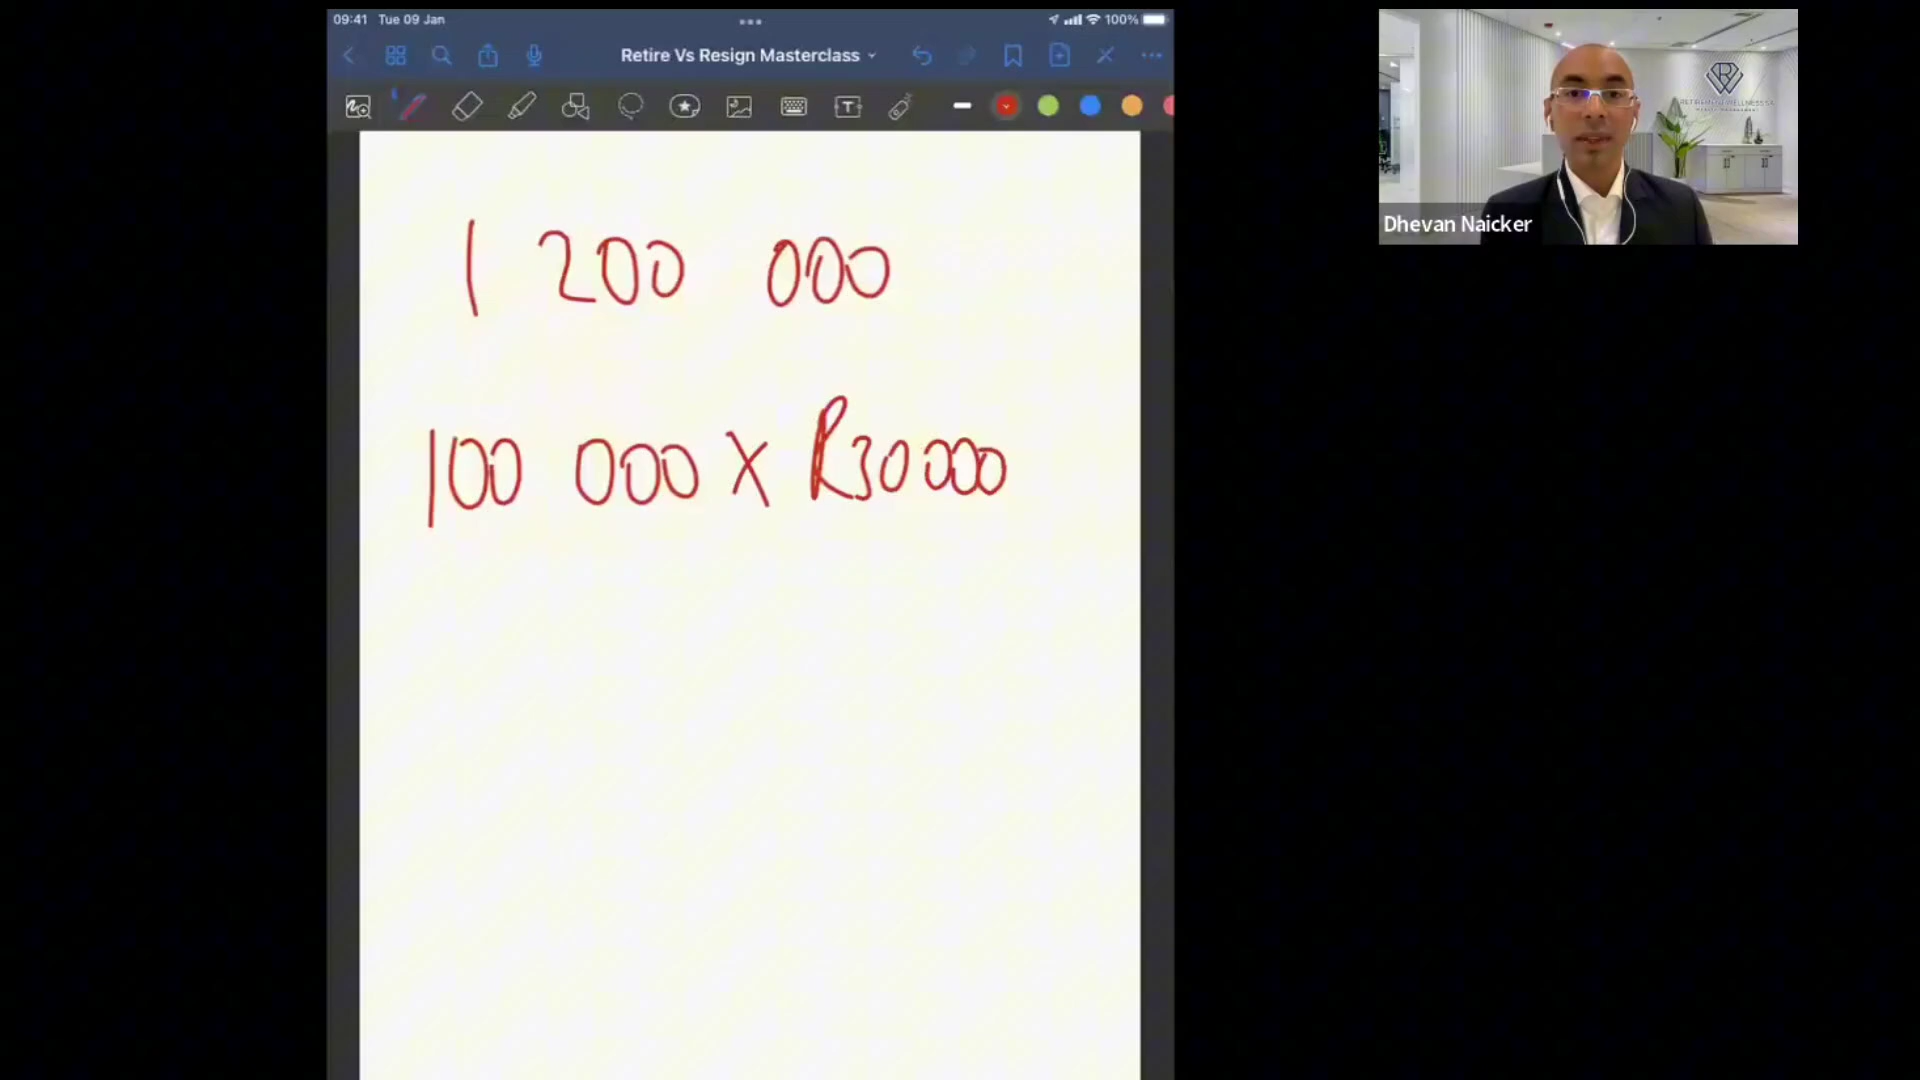 09:41 Tue 09 Jan
100%
Retire Vs Resign Masterclass
T
1 200 000
100 000 X R30 000
Dhevan Naicker